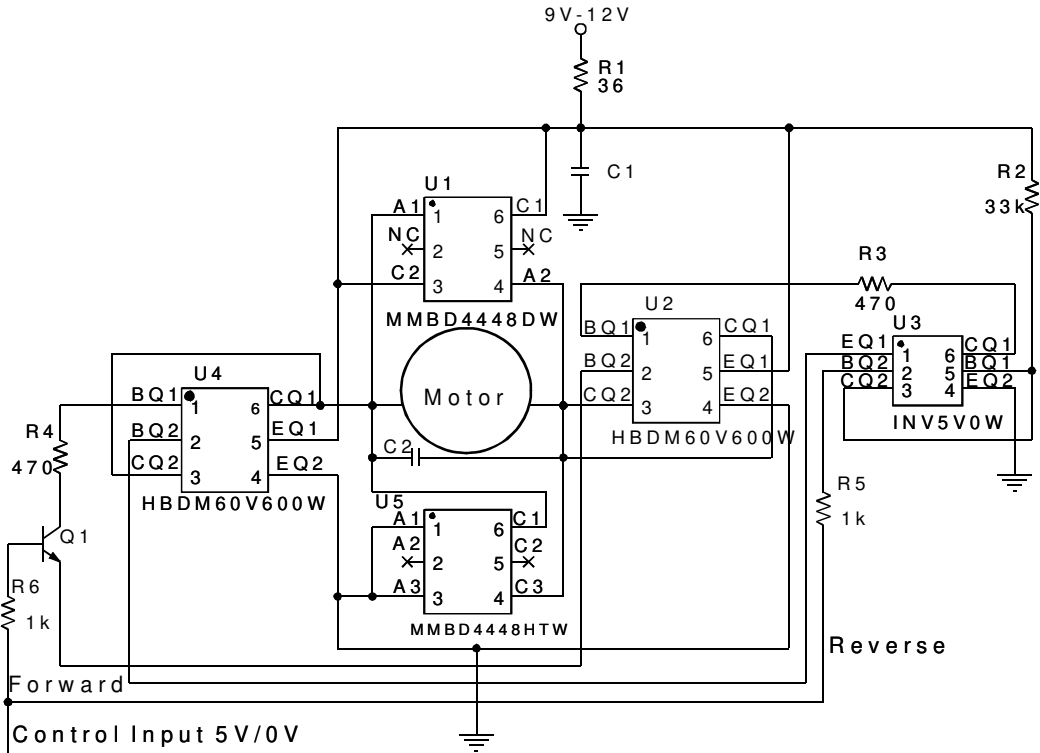 9V-12V
R1
36
C1
R2
33k
U1
A1 1 6 C1
NC 2 5 NC
C2 3 4 A2
MMBD4448DW
R3
470
U2
BQ1 1 6 CQ1
BQ2 2 5 EQ1
CQ2 3 4 EQ2
HBDM60V600W
U3
EQ1 1 6 CQ1
BQ2 2 5 BQ1
CQ2 3 4 EQ2
INV5V0W
Motor
C2
U4
BQ1 1 6 CQ1
BQ2 2 5 EQ1
CQ2 3 4 EQ2
HBDM60V600W
R4
470
Q1
R6
1k
U5
A1 1 6 C1
A2 2 5 C2
A3 3 4 C3
MMBD4448HTW
R5
1k
Reverse
Forward
Control Input 5V/0V